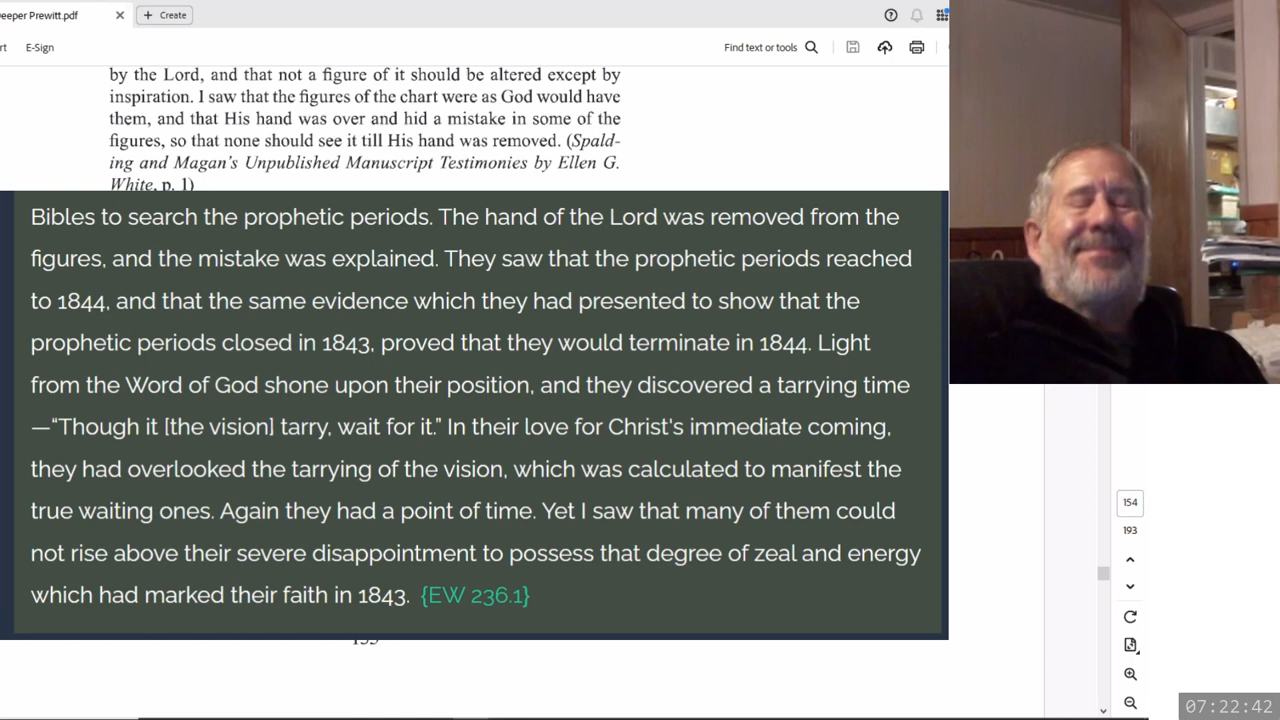 eeper Prewitt.pdf
Create
rt E-Sign
Find text or tools
by the Lord, and that not a figure of it should be altered except by
inspiration. I saw that the figures of the chart were as God would have
them, and that His hand was over and hid a mistake in some of the
figures, so that none should see it till His hand was removed. (Spald-
ing and Magan's Unpublished Manuscript Testimonies by Ellen G.
White, p. 1)
Bibles to search the prophetic periods. The hand of the Lord was removed from the
figures, and the mistake was explained. They saw that the prophetic periods reached
to 1844, and that the same evidence which they had presented to show that the
prophetic periods closed in 1843, proved that they would terminate in 1844. Light
from the Word of God shone upon their position, and they discovered a tarrying time
—“Though it [the vision] tarry, wait for it.” In their love for Christ's immediate coming,
they had overlooked the tarrying of the vision, which was calculated to manifest the
true waiting ones. Again they had a point of time. Yet I saw that many of them could
not rise above their severe disappointment to possess that degree of zeal and energy
which had marked their faith in 1843. {EW 236.1}
154
193
07:22:42